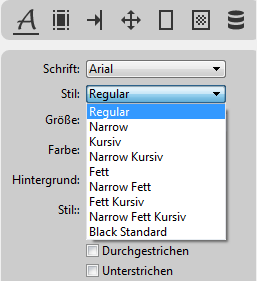 A
Schrift: Arial
Stil: Regular
Regular
Narrow
Größe:
Kursiv
Narrow Kursiv
Farbe:
Fett
Narrow Fett
Hintergrund:
Fett Kursiv
Narrow Fett Kursiv
Stil::
Black Standard
Durchgestrichen
Unterstrichen